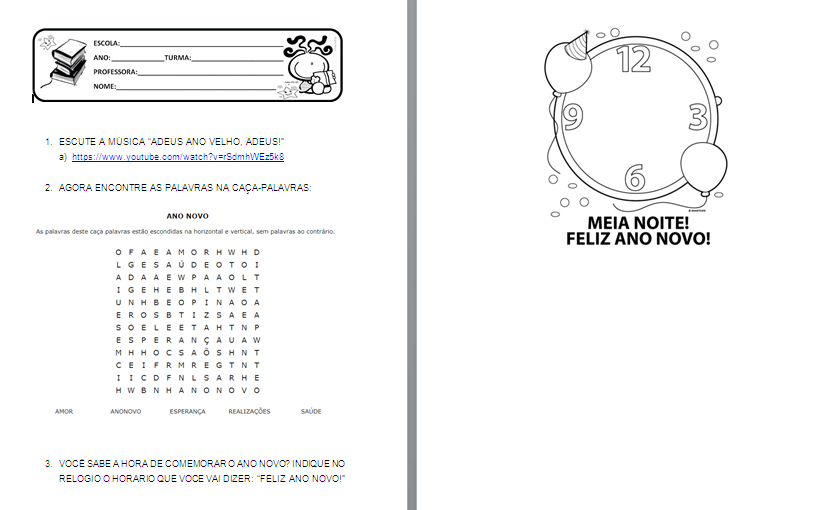 ESCOLA:
ANO: TURMA:
PROFESSORA:
NOME:
1. ESCUTE A MÚSICA "ADEUS ANO VELHO, ADEUS!"
a) https://www.youtube.com/watch?v=rSdmhWEz5k8
2. AGORA ENCONTRE AS PALAVRAS NA CAÇA-PALAVRAS:
ANO NOVO
As palavras deste caça palavras estão escondidas na horizontal e vertical, sem palavras ao contrário.
O F A E A M O R H W H D
L G E S A Ú D E O T O I
A D A A E W P A A O L T
I G E H E B H L T W E T
U N H B E O P I N A O A
E R O S B T I Z S A E A
S O E L E E T A H T N P
E S P E R A N Ç A U A W
M H H O C S A Õ S H N T
C E I F R M R E G T N T
I I C D F N L S A R H E
H W B N H A N O N O V O
AMOR ANONOVO ESPERANÇA REALIZAÇÕES SAÚDE
3. VOCÊ SABE A HORA DE COMEMORAR O ANO NOVO? INDIQUE NO
RELOGIO O HORARIO QUE VOCE VAI DIZER: "FELIZ ANO NOVO!"
12
9 3
6
MEIA NOITE!
FELIZ ANO NOVO!